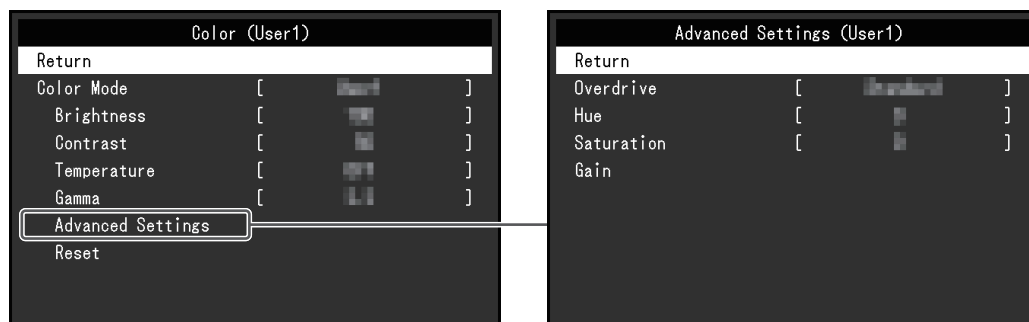 Color (User1)
Return
Color Mode [ ]
Brightness [ ]
Contrast [ ]
Temperature [ ]
Gamma [ ]
Advanced Settings
Reset
Advanced Settings (User1)
Return
Overdrive [ ]
Hue [ ]
Saturation [ ]
Gain